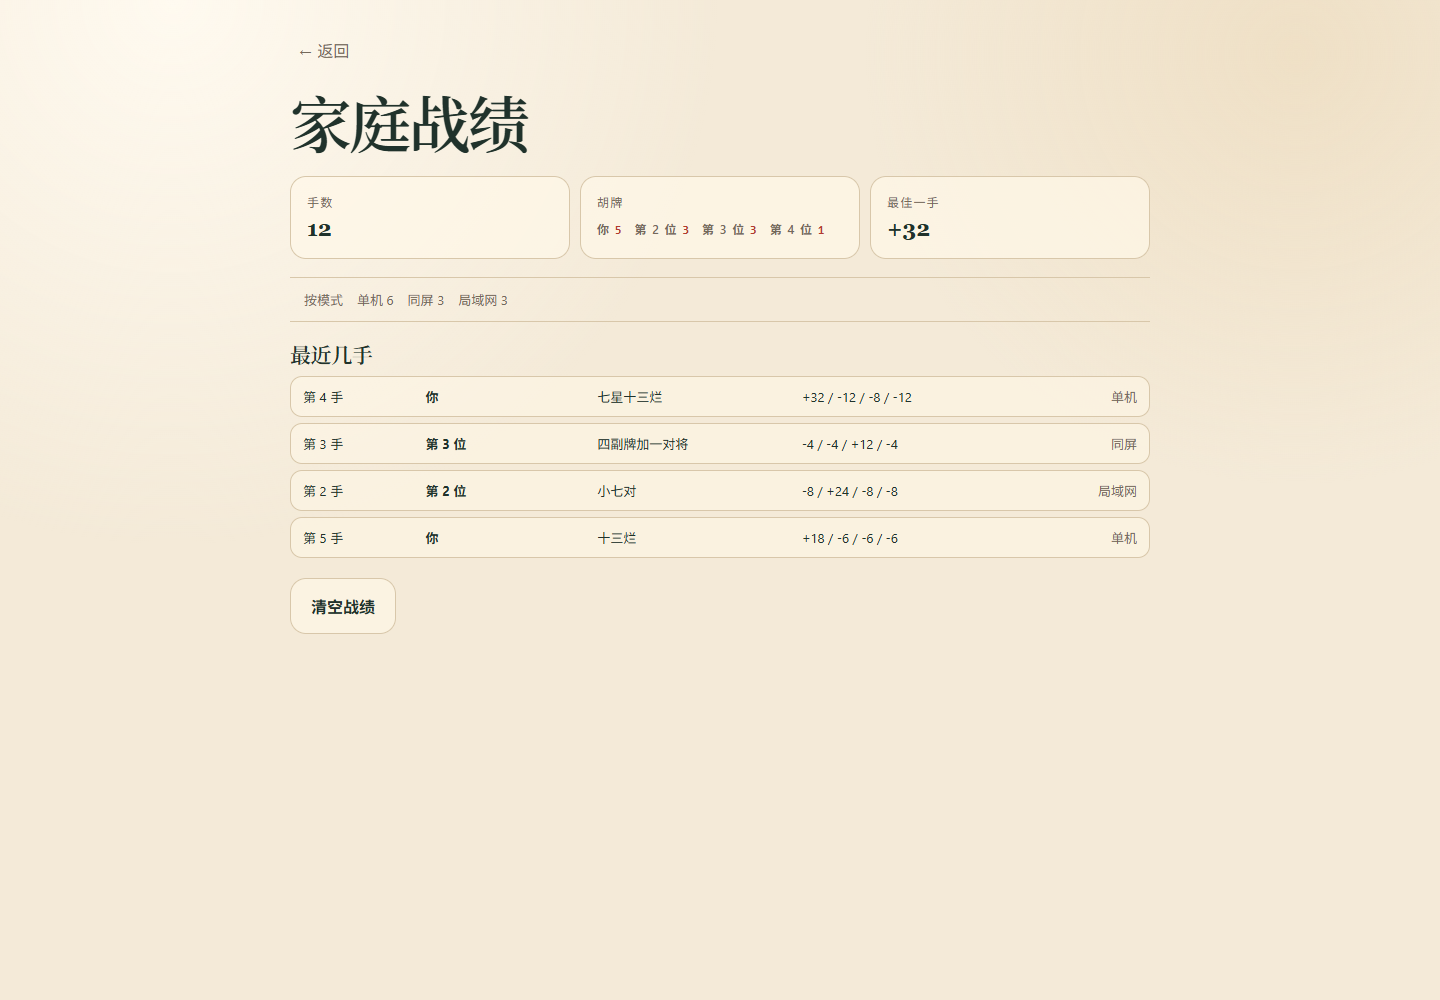 ← 返回
家庭战绩
手数
12
胡牌
你 5 第 2 位 3 第 3 位 3 第 4 位 1
最佳一手
+32
按模式 单机 6 同屏 3 局域网 3
最近几手
第 4 手 你 七星十三烂 +32 / -12 / -8 / -12 单机
第 3 手 第 3 位 四副牌加一对将 -4 / -4 / +12 / -4 同屏
第 2 手 第 2 位 小七对 -8 / +24 / -8 / -8 局域网
第 5 手 你 十三烂 +18 / -6 / -6 / -6 单机
清空战绩